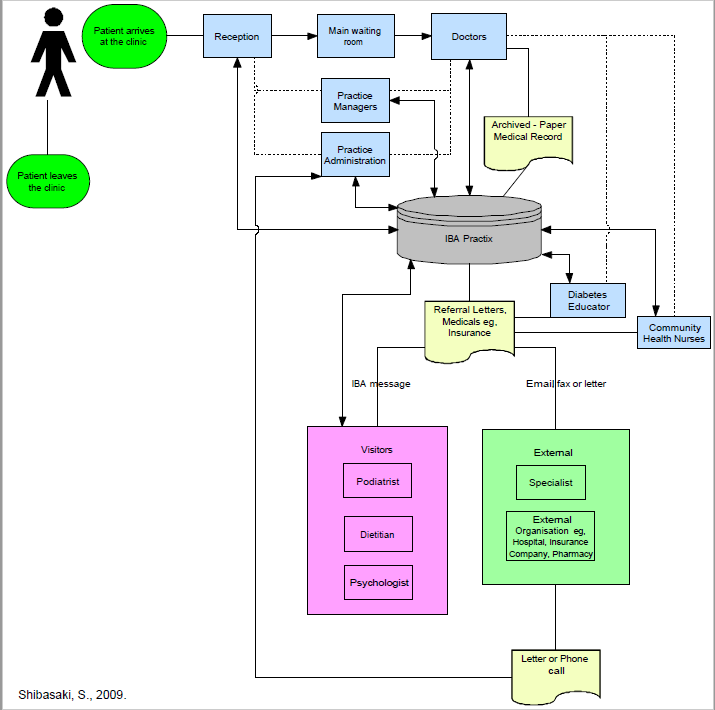 Patient arrives
at the clinic
Reception
Main waiting
room
Doctors
Practice
Managers
Archived - Paper
Medical Record
Practice
Administration
Patient leaves
the clinic
IBA Practix
Diabetes
Educator
Referral Letters,
Medicals eg,
Insurance
Community
Health Nurses
IBA message
Email, fax or letter
Visitors
Podiatrist
Dietitian
Psychologist
External
Specialist
External
Organisation eg,
Hospital, Insurance
Company, Pharmacy
Letter or Phone
call
Shibasaki, S., 2009.